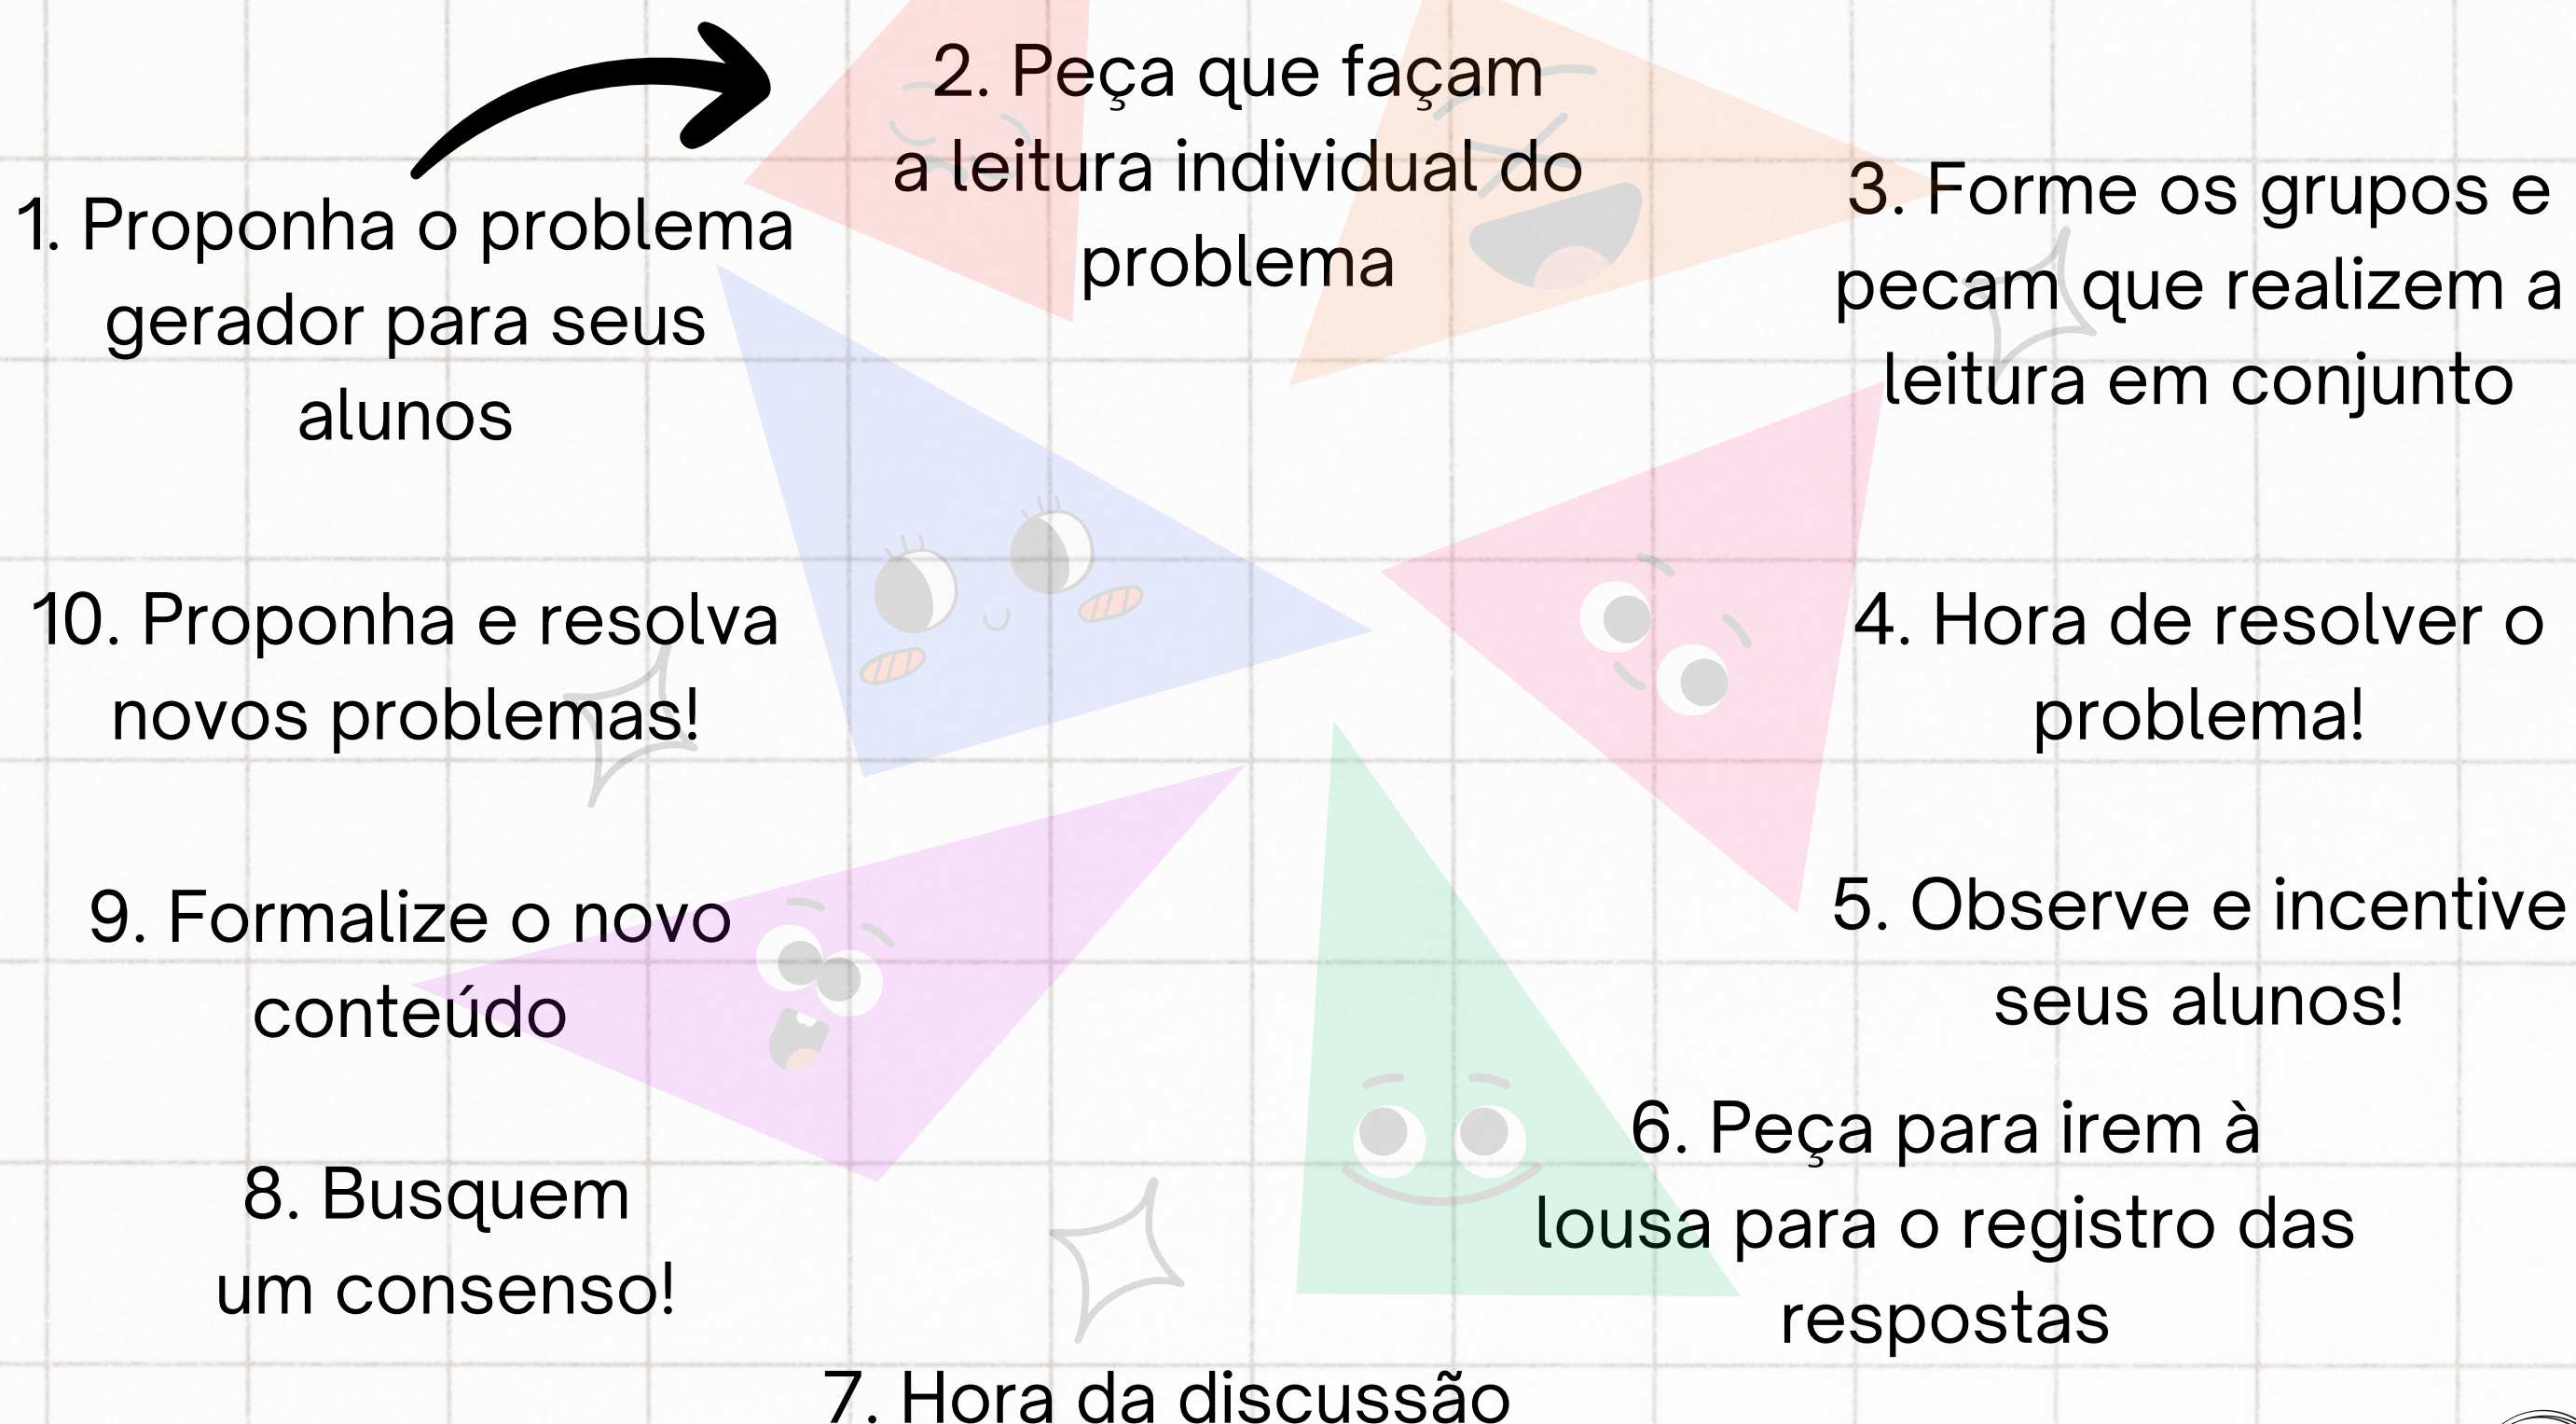 1. Proponha o problema
gerador para seus
alunos
2. Peça que façam
a leitura individual do
problema
3. Forme os grupos e
pecam que realizem a
leitura em conjunto
4. Hora de resolver o
problema!
5. Observe e incentive
seus alunos!
6. Peça para irem à
lousa para o registro das
respostas
7. Hora da discussão
8. Busquem
um consenso!
9. Formalize o novo
conteúdo
10. Proponha e resolva
novos problemas!